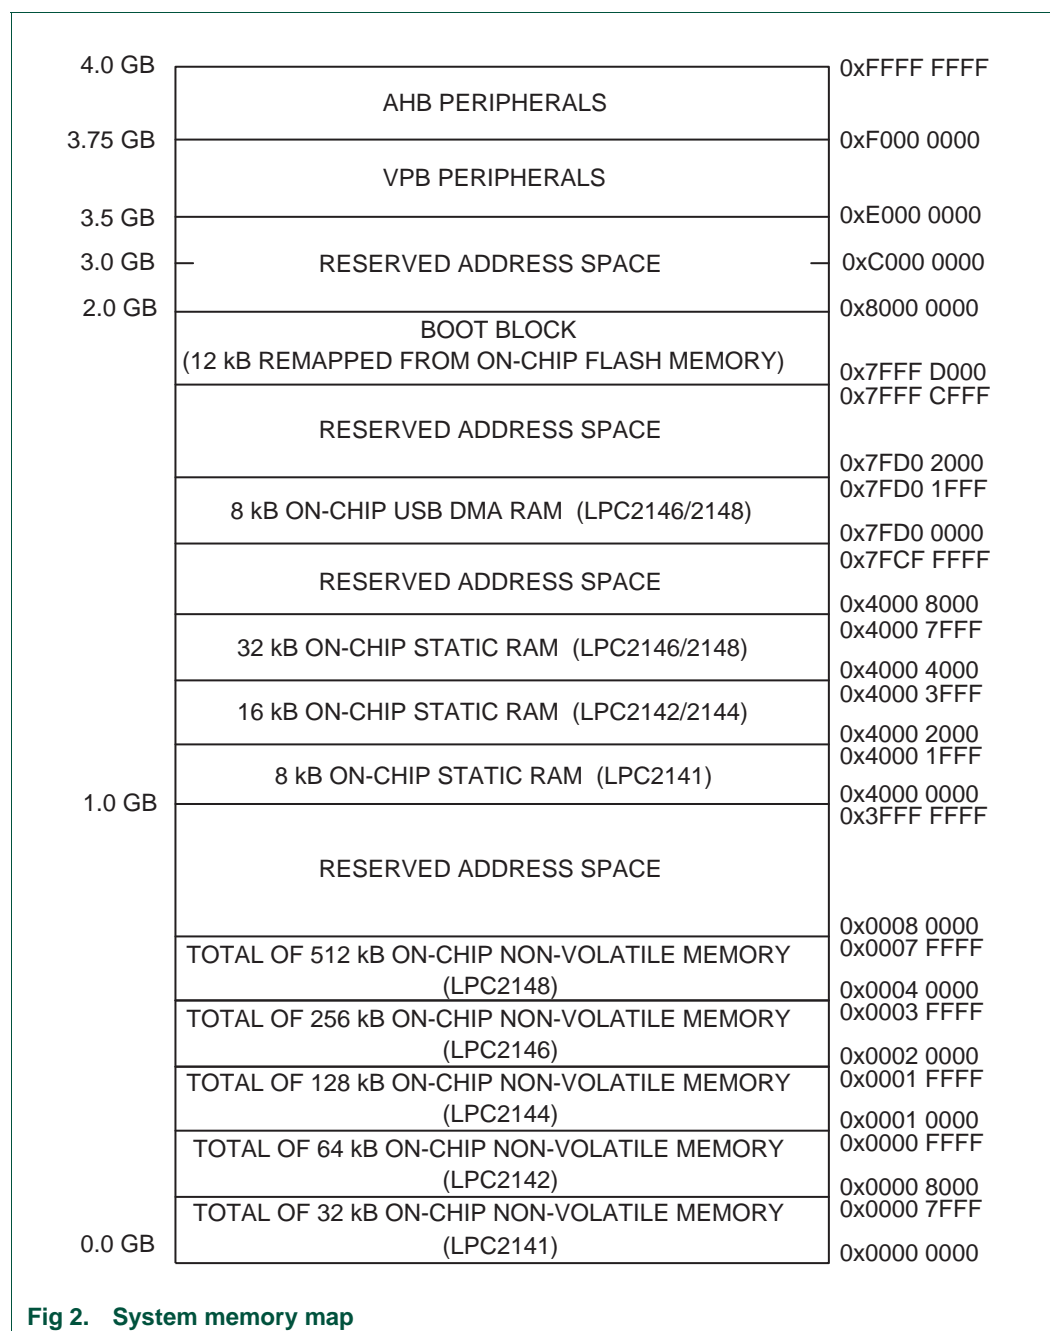 4.0 GB
0xFFFF FFFF
AHB PERIPHERALS
3.75 GB
0xF000 0000
VPB PERIPHERALS
3.5 GB
0xE000 0000
3.0 GB
RESERVED ADDRESS SPACE
0xC000 0000
2.0 GB
0x8000 0000
BOOT BLOCK
(12 kB REMAPPED FROM ON-CHIP FLASH MEMORY)
0x7FFF D000
0x7FFF CFFF
RESERVED ADDRESS SPACE
0x7FD0 2000
0x7FD0 1FFF
8 kB ON-CHIP USB DMA RAM (LPC2146/2148)
0x7FD0 0000
0x7FCF FFFF
RESERVED ADDRESS SPACE
0x4000 8000
0x4000 7FFF
32 kB ON-CHIP STATIC RAM (LPC2146/2148)
0x4000 4000
0x4000 3FFF
16 kB ON-CHIP STATIC RAM (LPC2142/2144)
0x4000 2000
0x4000 1FFF
8 kB ON-CHIP STATIC RAM (LPC2141)
1.0 GB
0x4000 0000
0x3FFF FFFF
RESERVED ADDRESS SPACE
0x0008 0000
0x0007 FFFF
TOTAL OF 512 kB ON-CHIP NON-VOLATILE MEMORY
(LPC2148)
0x0004 0000
0x0003 FFFF
TOTAL OF 256 kB ON-CHIP NON-VOLATILE MEMORY
(LPC2146)
0x0002 0000
0x0001 FFFF
TOTAL OF 128 kB ON-CHIP NON-VOLATILE MEMORY
(LPC2144)
0x0001 0000
0x0000 FFFF
TOTAL OF 64 kB ON-CHIP NON-VOLATILE MEMORY
(LPC2142)
0x0000 8000
0x0000 7FFF
TOTAL OF 32 kB ON-CHIP NON-VOLATILE MEMORY
(LPC2141)
0.0 GB
0x0000 0000
Fig 2. System memory map